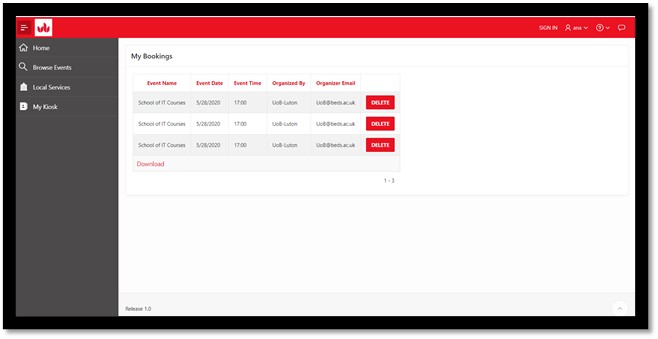 SIGN IN ana
Home
Browse Events
Local Services
My Kiosk
My Bookings
Event Name Event Date Event Time Organized By Organizer Email
School of IT Courses 5/28/2020 17:00 UoB-Luton UoB@beds.ac.uk DELETE
School of IT Courses 5/28/2020 17:00 UoB-Luton UoB@beds.ac.uk DELETE
School of IT Courses 5/28/2020 17:00 UoB-Luton UoB@beds.ac.uk DELETE
Download
1 - 3
Release 1.0